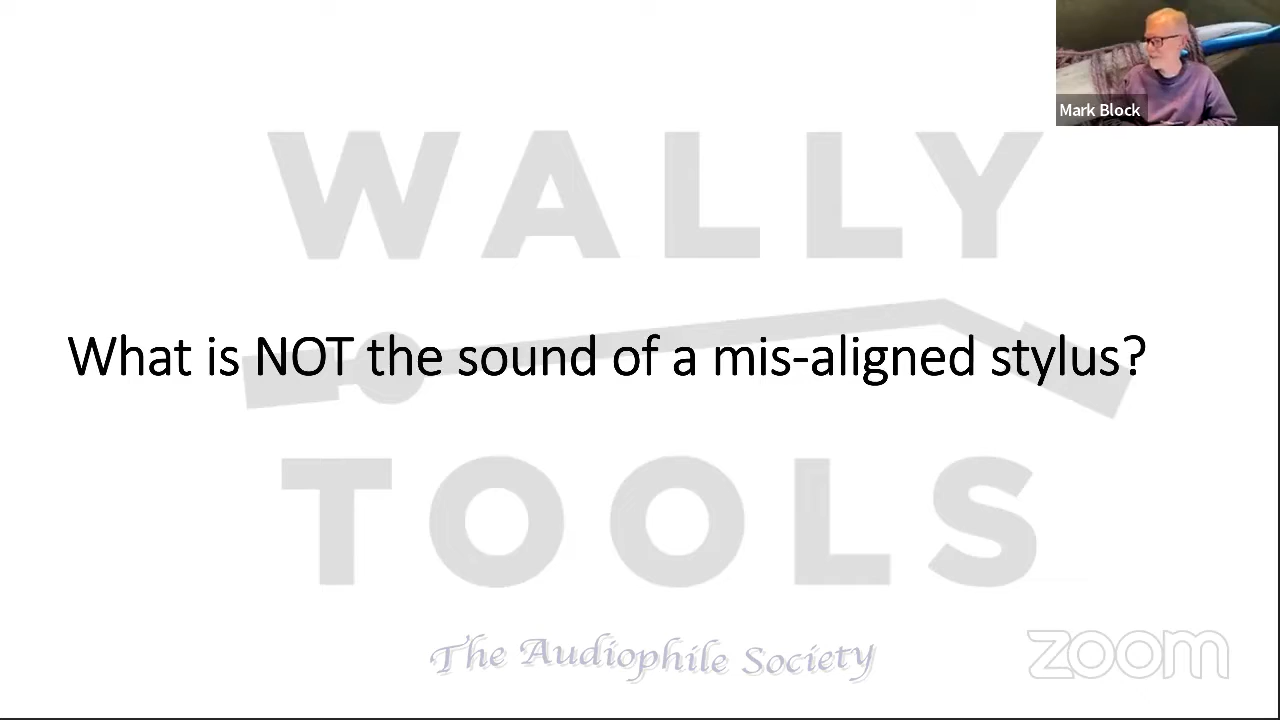 Mark Block
WALLY
What is NOT the sound of a mis-aligned stylus?
TOOLS
The Audiophile Society
zoom